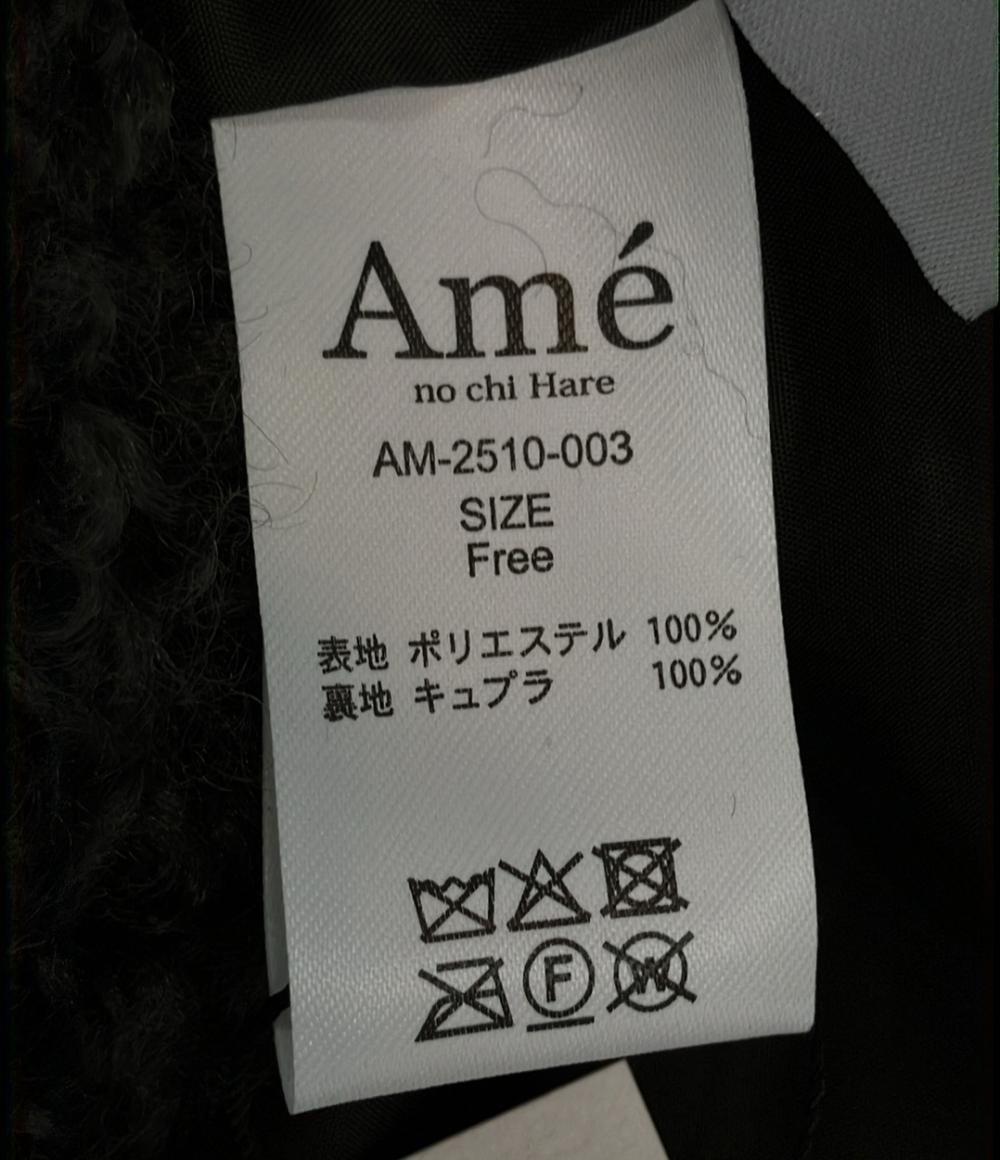 Amé
no chi Hare
AM-2510-003
SIZE
Free
表地 ポリエステル 100%
裏地 キュプラ 100%
F W